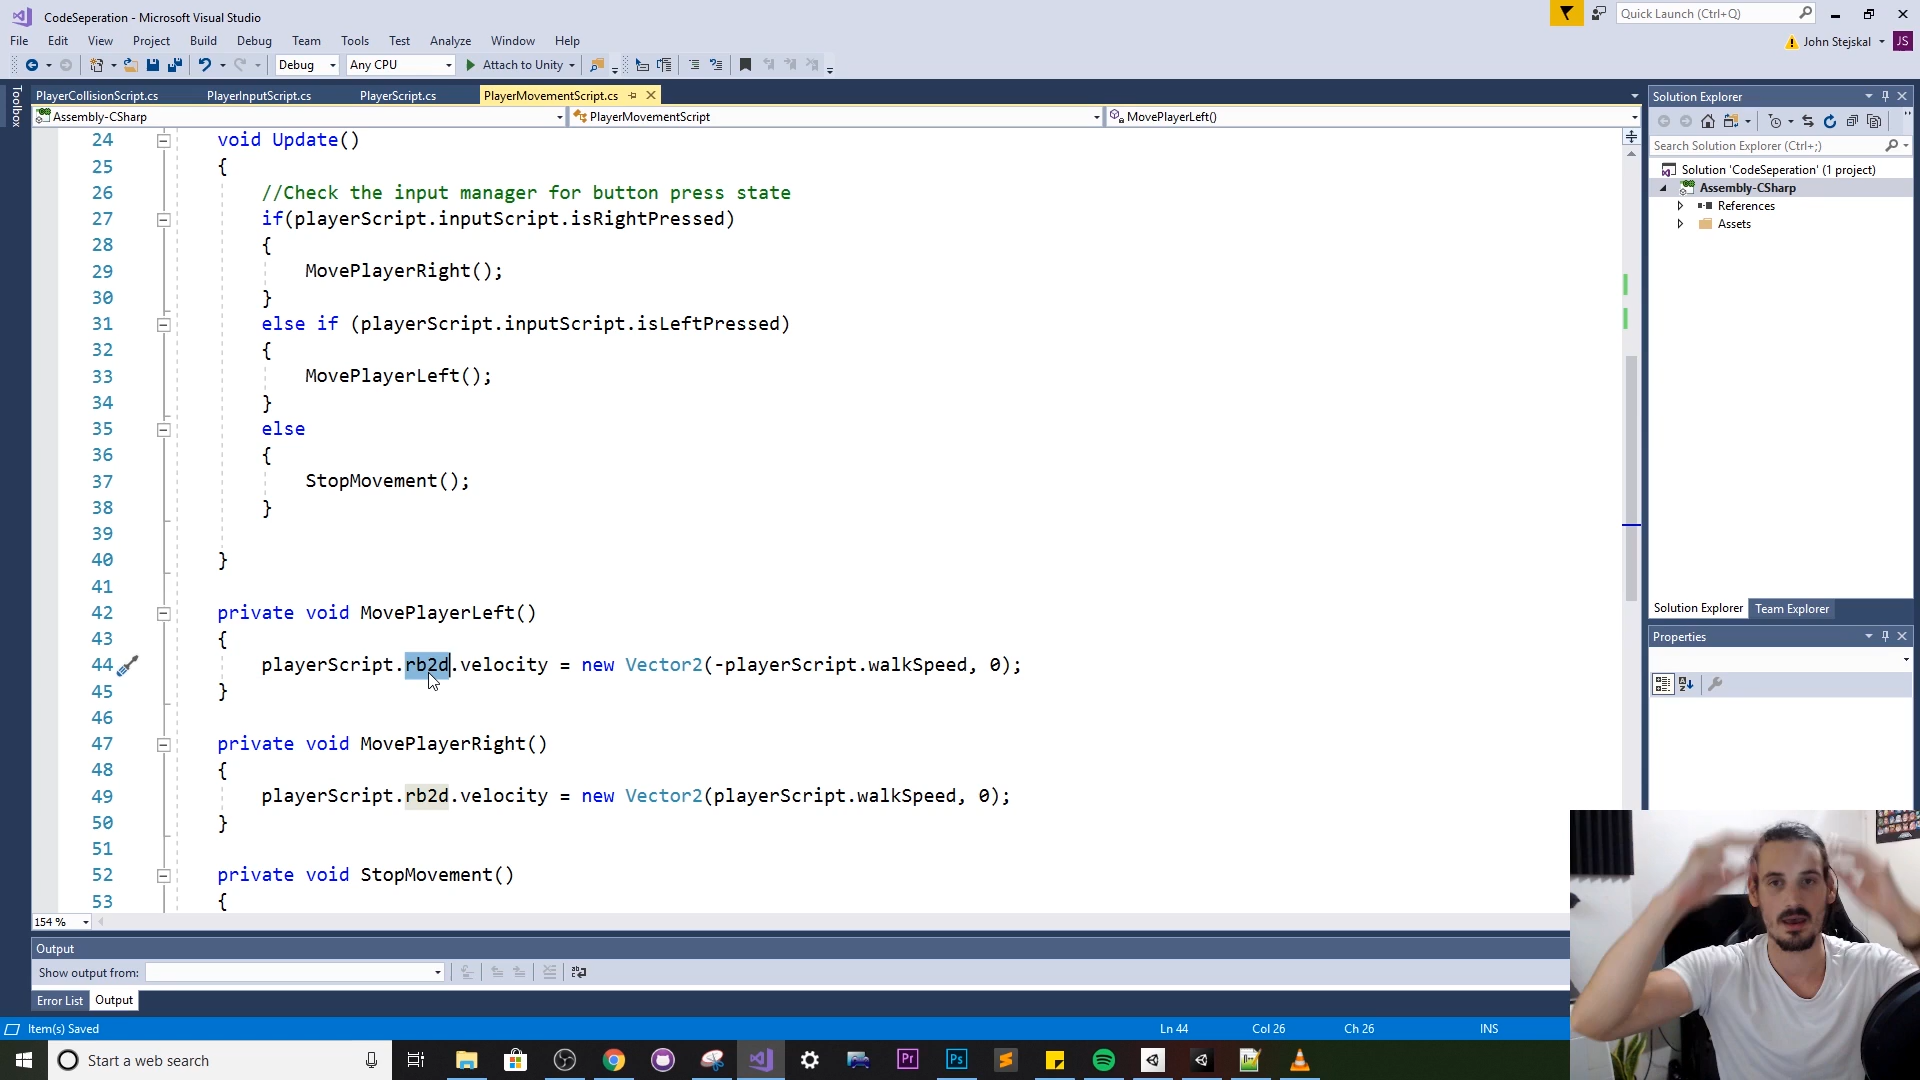 CodeSeperation - Microsoft Visual Studio
Quick Launch (Ctrl+Q)
File Edit View Project Build Debug Team Tools Test Analyze Window Help
John Stejskal JS
Debug Any CPU Attach to Unity
Toolbox
PlayerCollisionScript.cs PlayerInputScript.cs PlayerScript.cs PlayerMovementScript.cs
Assembly-CSharp PlayerMovementScript MovePlayerLeft()
24 void Update()
25 {
26 //Check the input manager for button press state
27 if(playerScript.inputScript.isRightPressed)
28 {
29 MovePlayerRight();
30 }
31 else if (playerScript.inputScript.isLeftPressed)
32 {
33 MovePlayerLeft();
34 }
35 else
36 {
37 StopMovement();
38 }
39
40 }
41
42 private void MovePlayerLeft()
43 {
44 playerScript.rb2d.velocity = new Vector2(-playerScript.walkSpeed, 0);
45 }
46
47 private void MovePlayerRight()
48 {
49 playerScript.rb2d.velocity = new Vector2(playerScript.walkSpeed, 0);
50 }
51
52 private void StopMovement()
53 {
154 %
Solution Explorer
Search Solution Explorer (Ctrl+;)
Solution 'CodeSeperation' (1 project)
Assembly-CSharp
References
Assets
Solution Explorer Team Explorer
Properties
Output
Show output from:
Error List Output
Item(s) Saved Ln 44 Col 26 Ch 26 INS
Start a web search
Pr
Ps